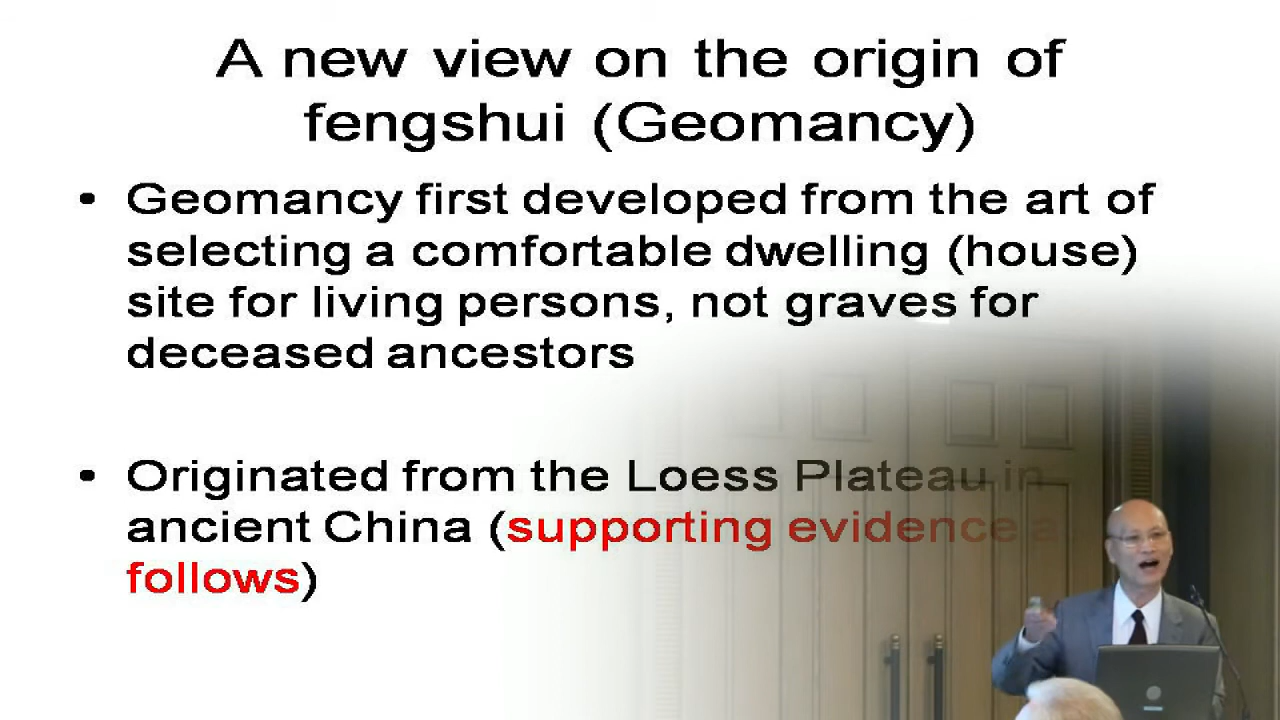 A new view on the origin of
fengshui (Geomancy)
• Geomancy first developed from the art of
selecting a comfortable dwelling (house)
site for living persons, not graves for
deceased ancestors
• Originated from the Loess Plateau in
ancient China (supporting evidence
follows)